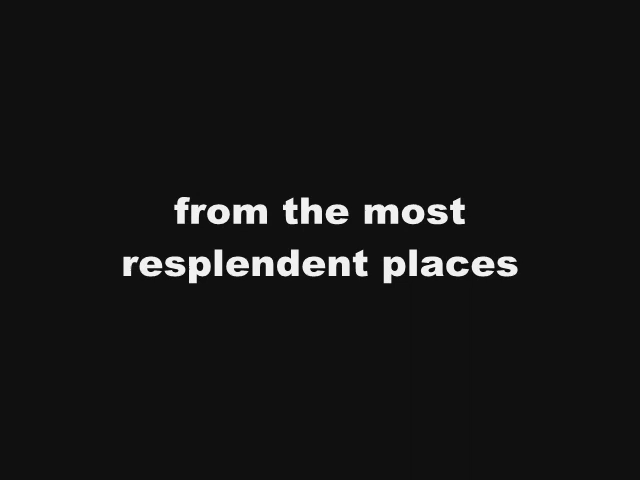 from the most
resplendent places